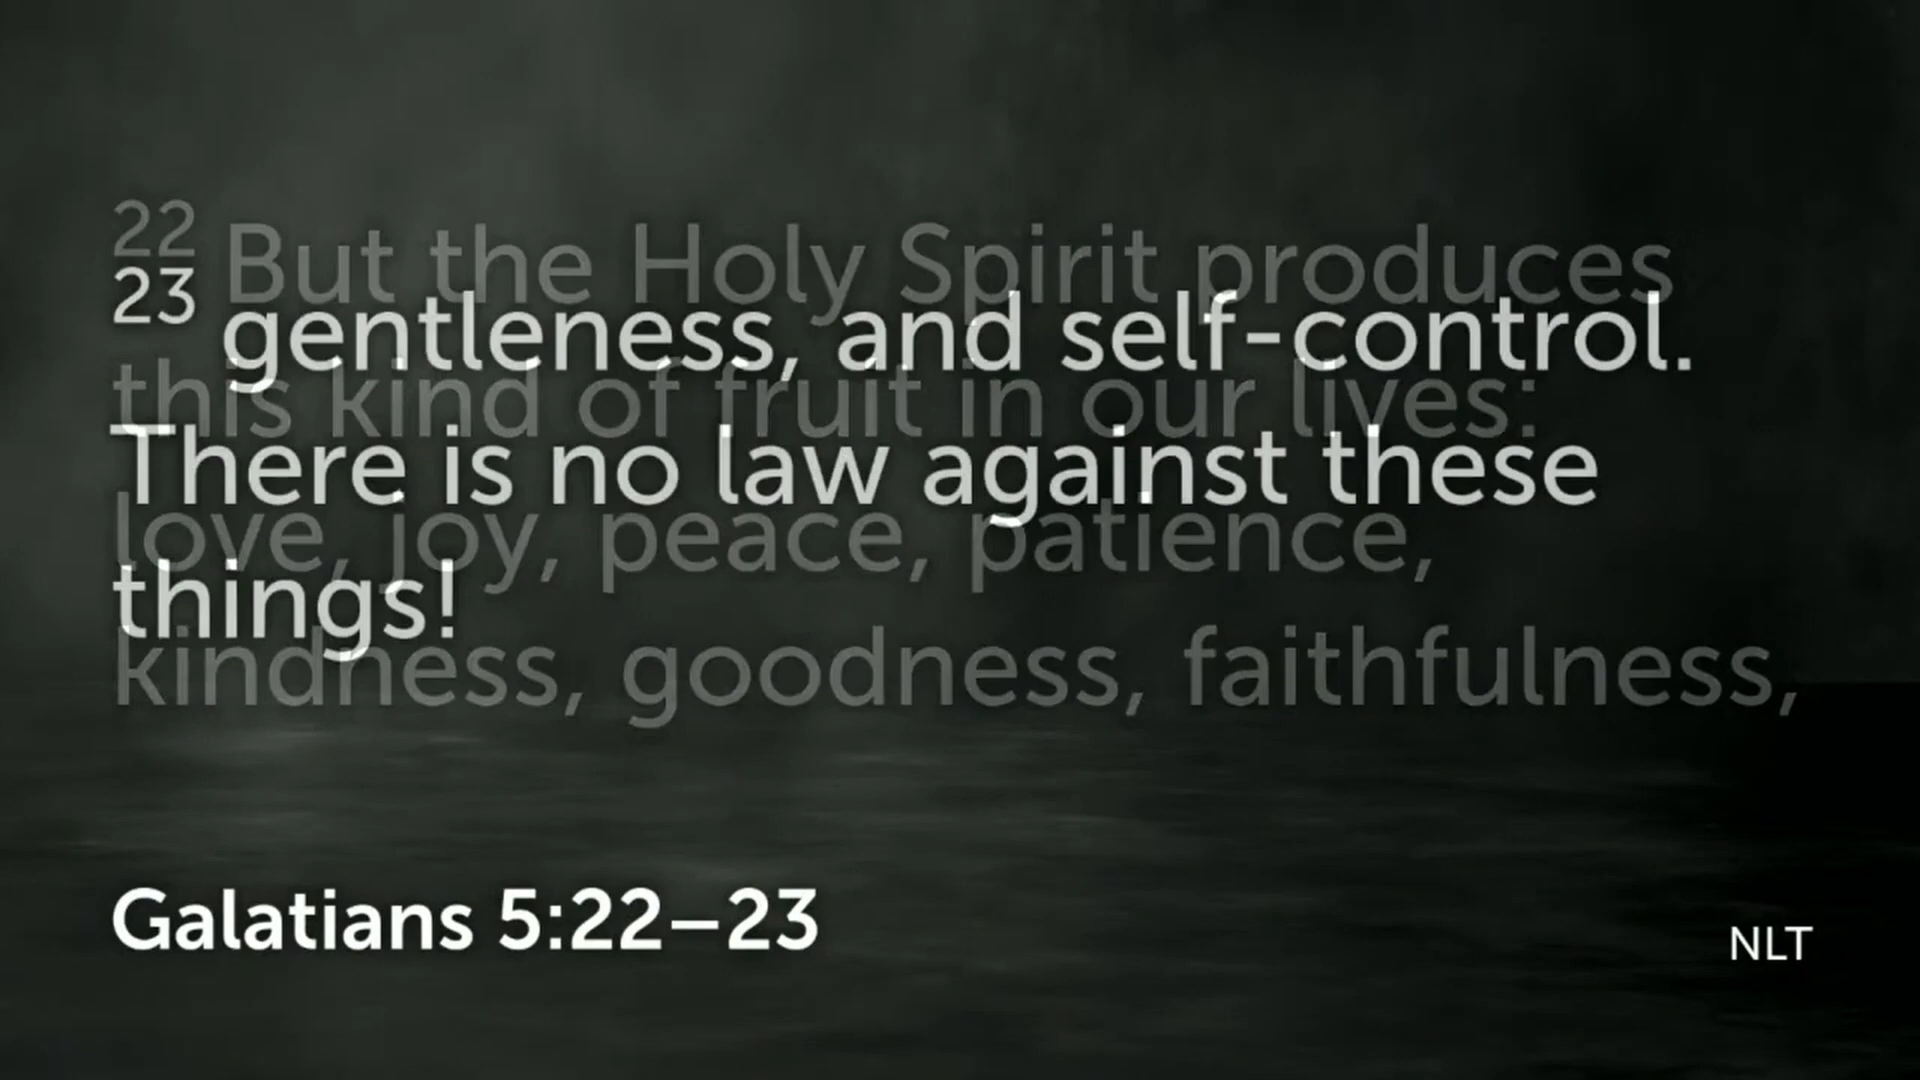 22 But the Holy Spirit produces
this kind of fruit in our lives:
love, joy, peace, patience,
kindness, goodness, faithfulness,
23 gentleness, and self-control.
There is no law against these
things!
Galatians 5:22–23
NLT